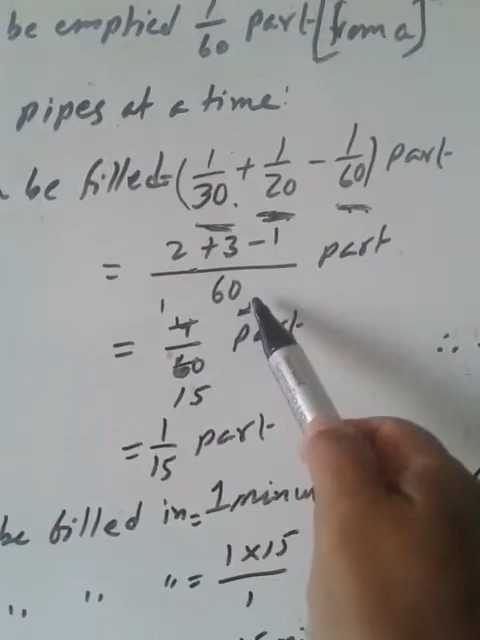 be emptied 1/60 part [from a]
pipes at a time:
be filled = (1/30 + 1/20 - 1/60) part
= (2 + 3 - 1)/60 part
= 4/60 part 1 15
= 1/15 part
be filled in = 1 minu
" " " = (1 × 15)/1